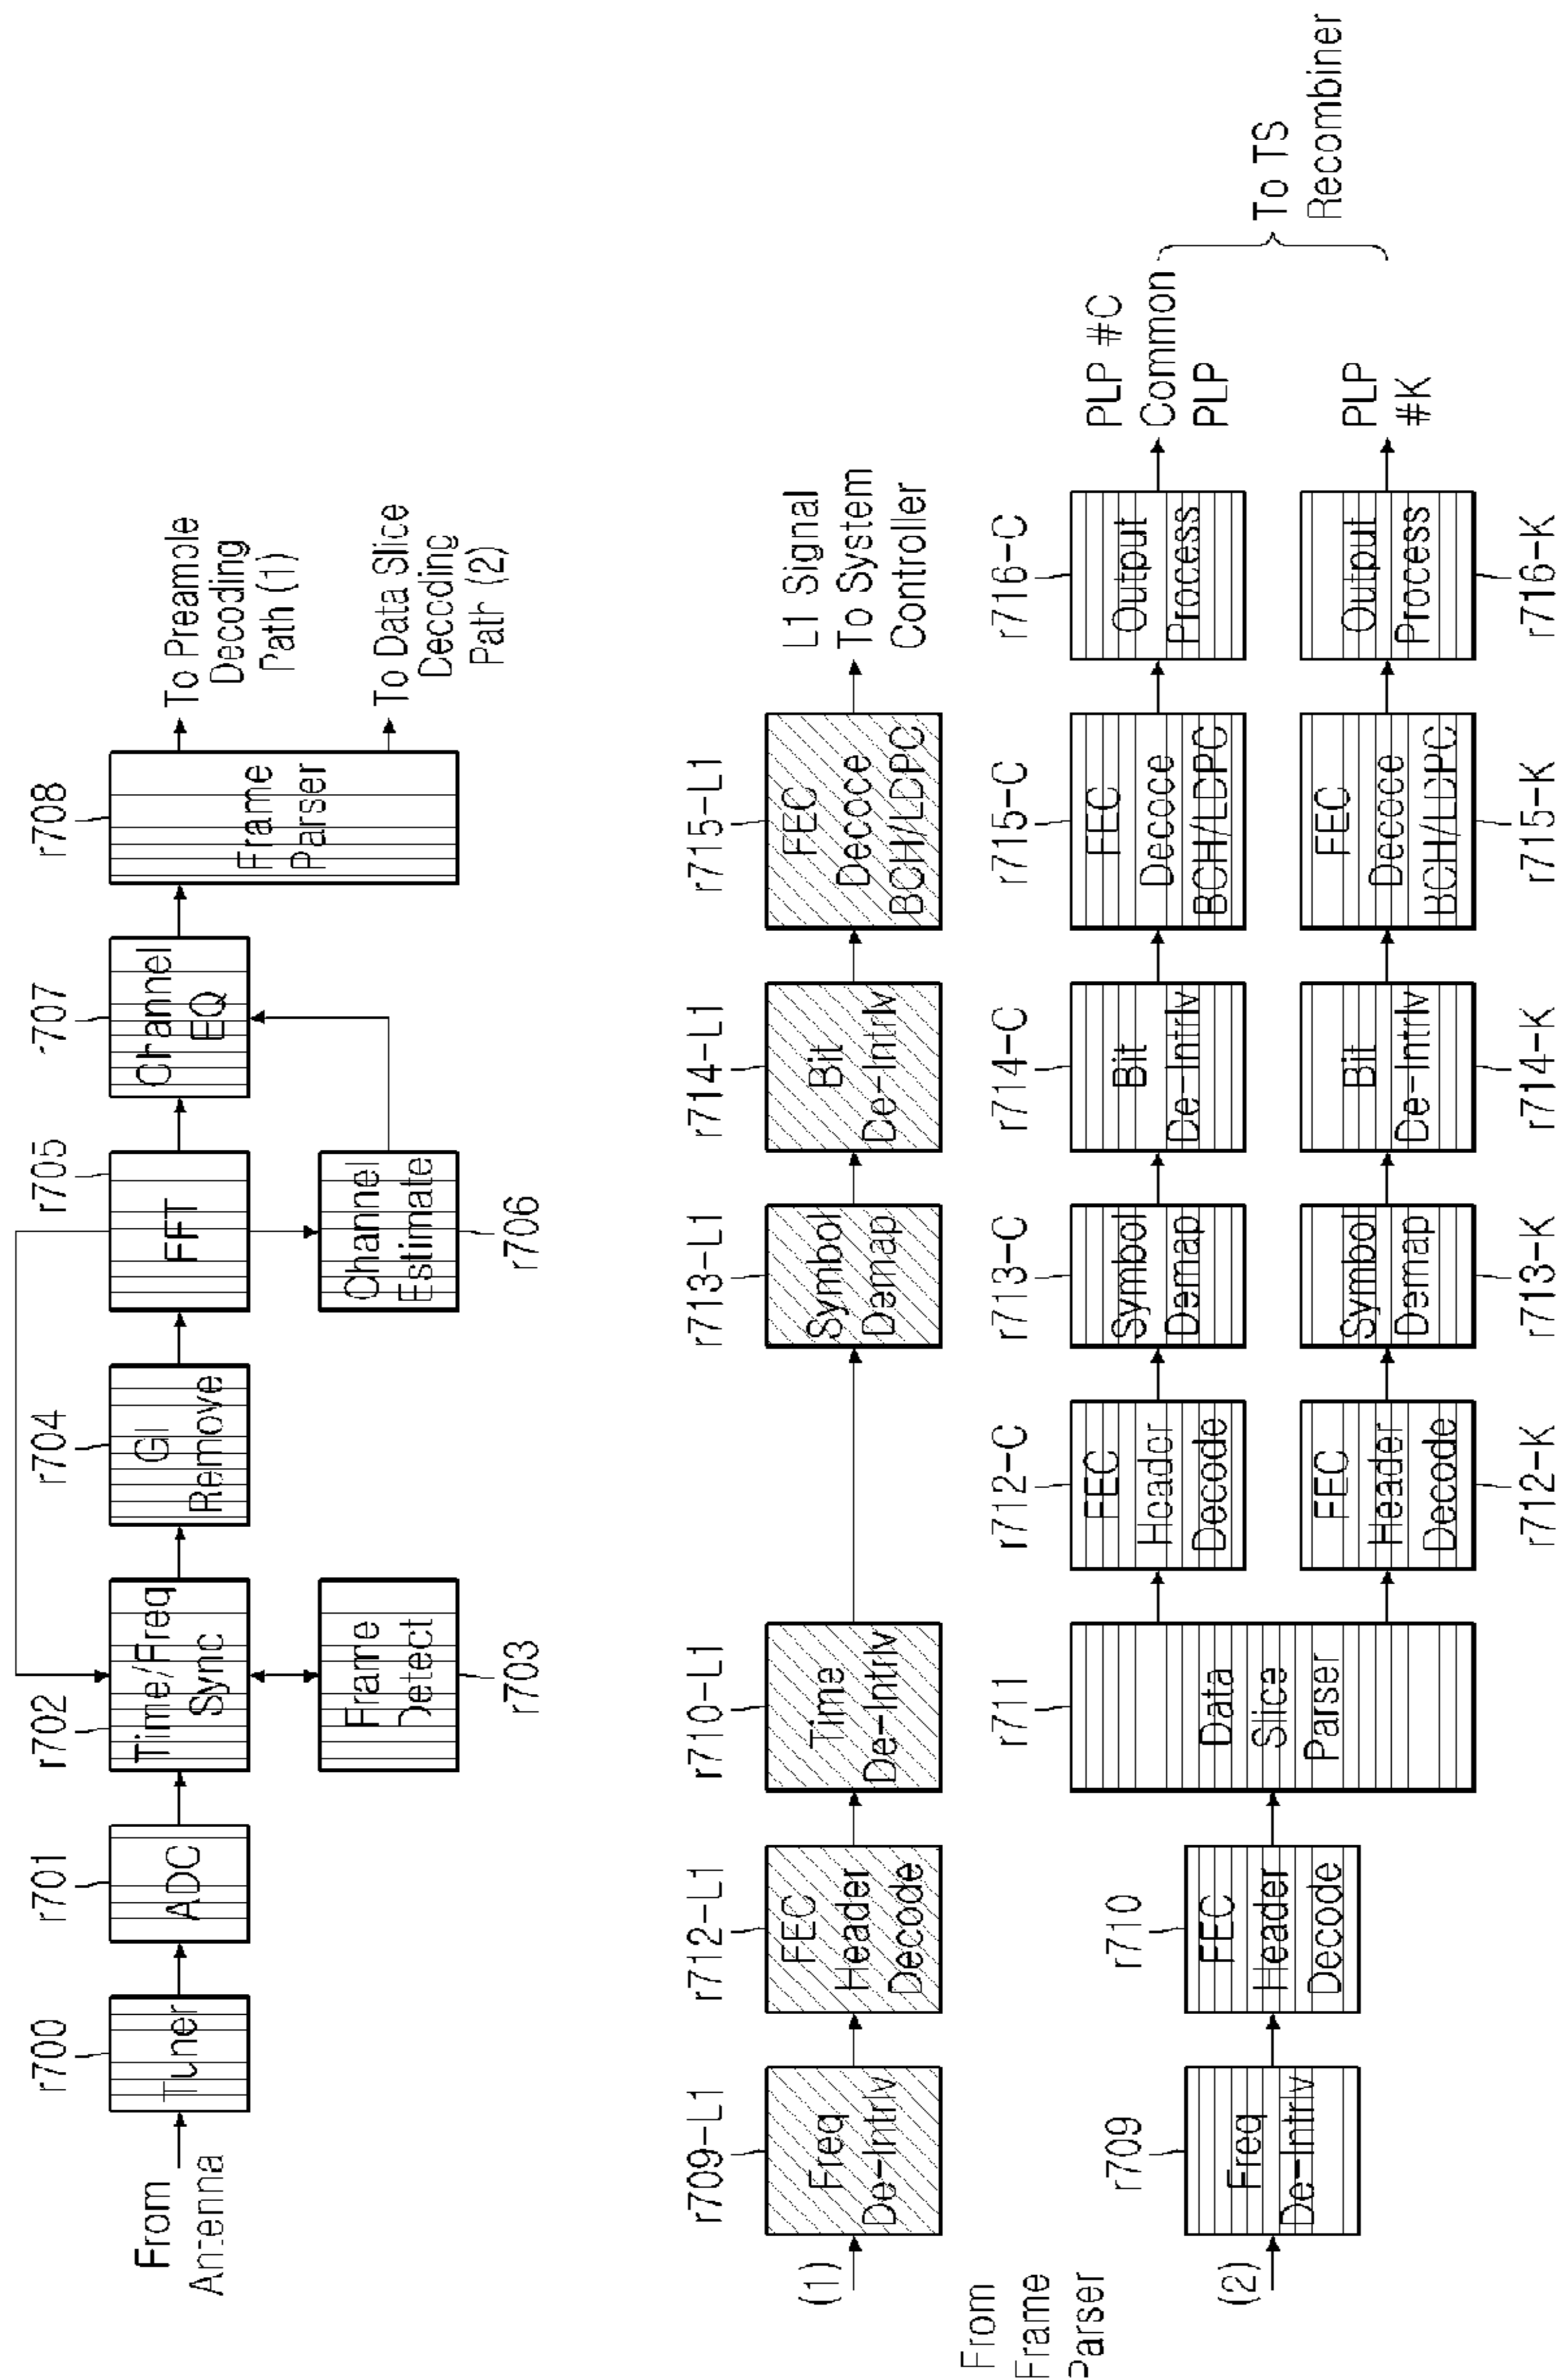 From
Antenna
r700
Tuner
r701
ADC
r702
Time/Freq
Sync
Frame
Detect
r703
r704
GI
Remove
r705
FFT
Channel
Estimate
r706
r707
Channel
EQ
r708
Frame
Parser
To Preamble
Decoding
Path (1)
To Data Slice
Decoding
Path (2)
From
Frame
Parser
(1)
r709-L1
Freq
De-Intrlv
r712-L1
FEC
Header
Decode
r710-L1
Time
De-Intrlv
r713-L1
Symbol
Demap
r714-L1
Bit
De-Intrlv
r715-L1
FEC
Decode
BCH/LDPC
L1 Signal
To System
Controller
(2)
r709
Freq
De-Intrlv
r710
FEC
Header
Decode
r711
Data
Slice
Parser
r712-C
FEC
Header
Decode
r713-C
Symbol
Demap
r714-C
Bit
De-Intrlv
r715-C
FEC
Decode
BCH/LDPC
r716-C
Output
Process
PLP #C
Common
PLP
FEC
Header
Decode
r712-K
Symbol
Demap
r713-K
Bit
De-Intrlv
r714-K
FEC
Decode
BCH/LDPC
r715-K
Output
Process
r716-K
PLP
#K
To TS
Recombiner